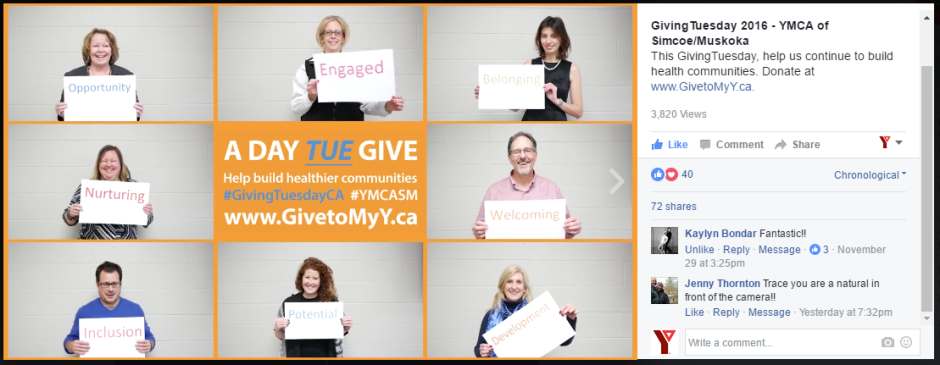 Opportunity
Engaged
Belonging
Nurturing
A DAY TUE GIVE
Help build healthier communities
#GivingTuesdayCA #YMCASM
www.GivetoMyY.ca
Welcoming
Inclusion
Potential
Development
GivingTuesday 2016 - YMCA of
Simcoe/Muskoka
This GivingTuesday, help us continue to build
health communities. Donate at
www.GivetoMyY.ca.
3,820 Views
Like Comment Share
40 Chronological
72 shares
Kaylyn Bondar Fantastic!!
Unlike · Reply · Message · 3 · November
29 at 3:25pm
Jenny Thornton Trace you are a natural in
front of the camera!!
Like · Reply · Message · Yesterday at 7:32pm
Write a comment...